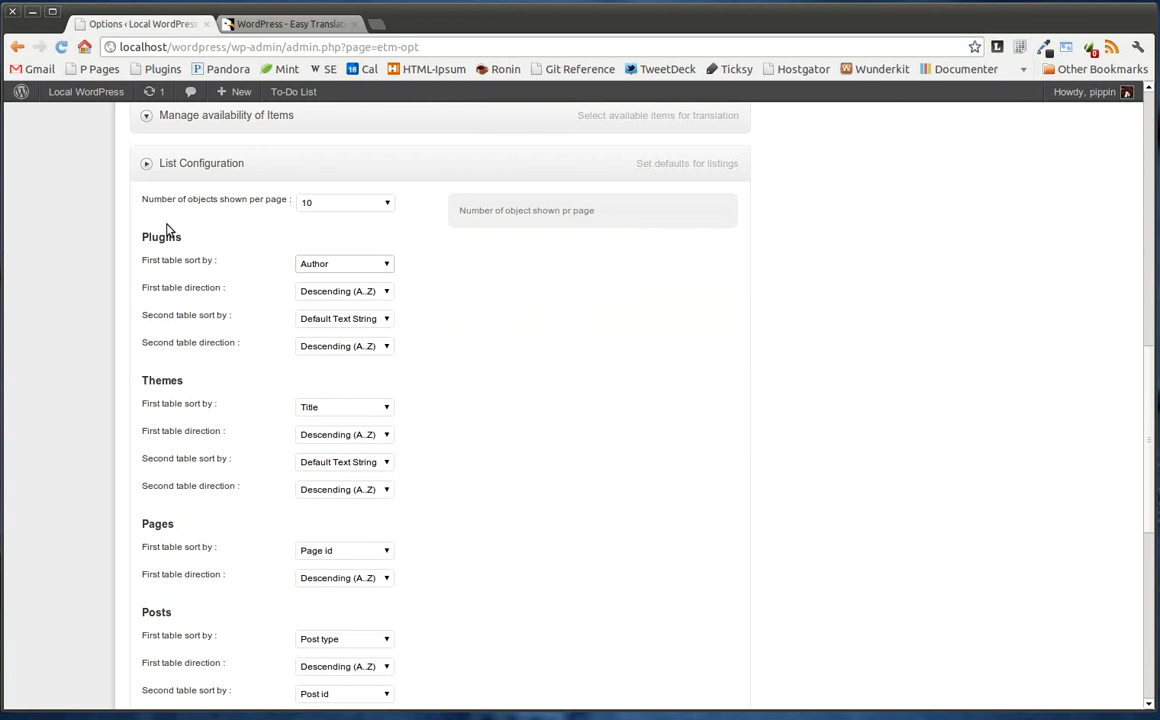 Options ‹ Local WordPress
WordPress - Easy Translati
localhost/wordpress/wp-admin/admin.php?page=etm-opt
Gmail P Pages Plugins Pandora Mint W SE 18 Cal H HTML-Ipsum Ronin Git Reference TweetDeck Ticksy Hostgator Wunderkit Documenter Other Bookmarks
Local WordPress 1 + New To-Do List Howdy, pippin
Manage availability of Items Select available items for translation
List Configuration Set defaults for listings
Number of objects shown per page : 10
Number of object shown pr page
Plugins
First table sort by : Author
First table direction : Descending (A..Z)
Second table sort by : Default Text String
Second table direction : Descending (A..Z)
Themes
First table sort by : Title
First table direction : Descending (A..Z)
Second table sort by : Default Text String
Second table direction : Descending (A..Z)
Pages
First table sort by : Page id
First table direction : Descending (A..Z)
Posts
First table sort by : Post type
First table direction : Descending (A..Z)
Second table sort by : Post id